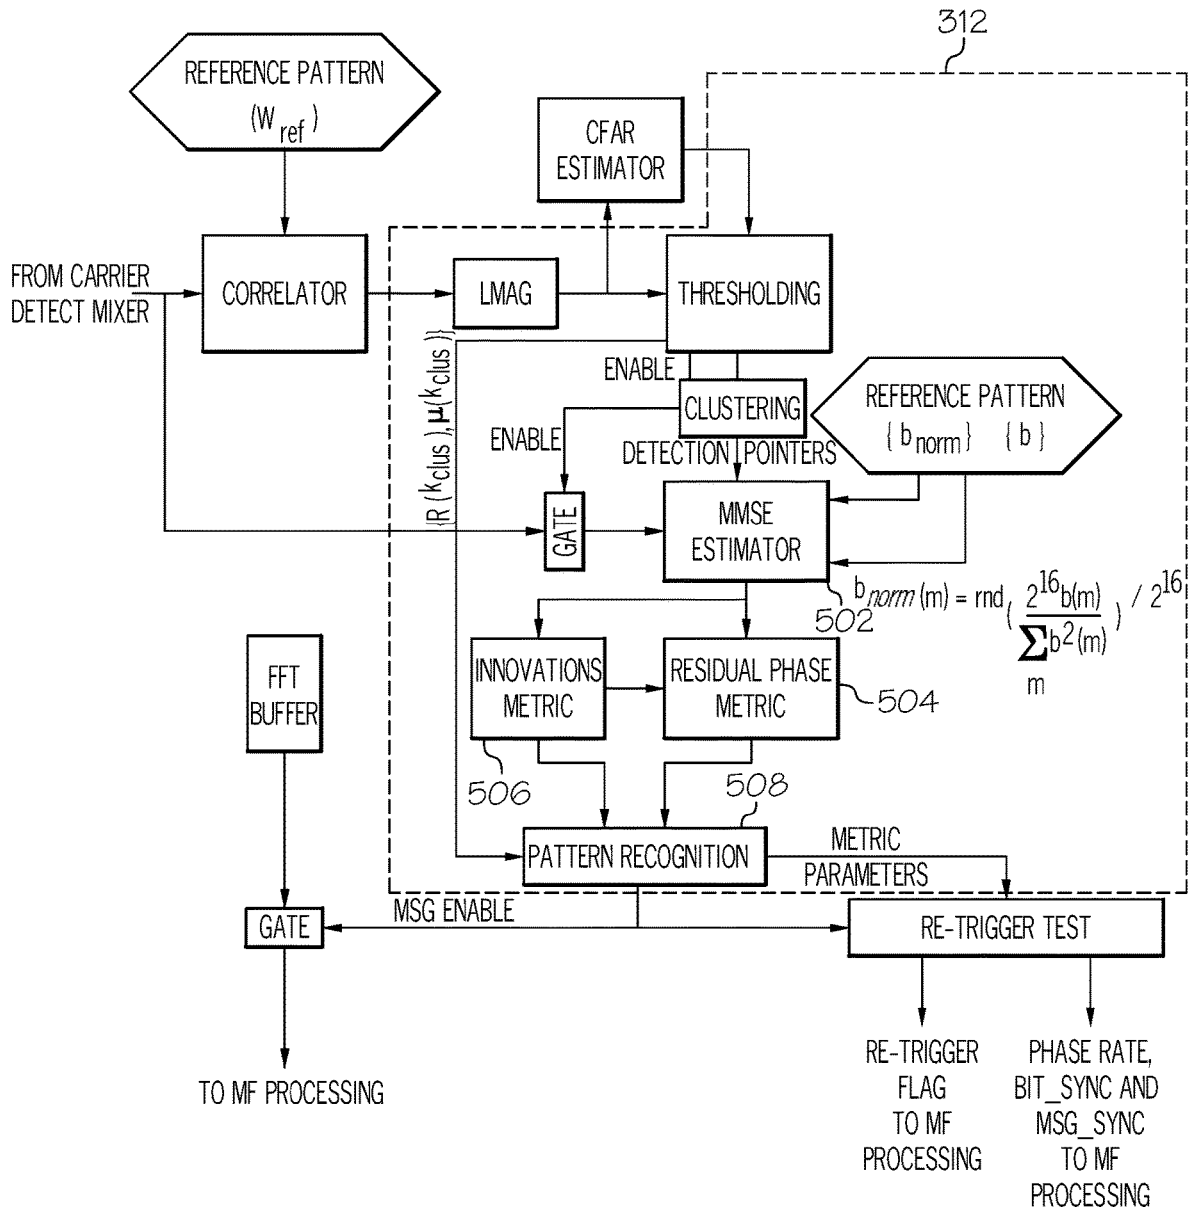 312
REFERENCE PATTERN
(W ref )
CFAR
ESTIMATOR
FROM CARRIER
DETECT MIXER
CORRELATOR
LMAG
THRESHOLDING
{R (k clus ), μ (k clus )}
ENABLE
CLUSTERING
REFERENCE PATTERN
{ b norm } { b }
ENABLE
DETECTION POINTERS
GATE
MMSE
ESTIMATOR
502
b norm (m) = rnd ( 2^16 b(m) / Σ m b^2 (m) ) / 2^16
FFT
BUFFER
INNOVATIONS
METRIC
RESIDUAL PHASE
METRIC
504
506
508
PATTERN RECOGNITION
METRIC
PARAMETERS
MSG ENABLE
GATE
RE-TRIGGER TEST
TO MF PROCESSING
RE-TRIGGER
FLAG
TO MF
PROCESSING
PHASE RATE,
BIT_SYNC AND
MSG_SYNC
TO MF
PROCESSING